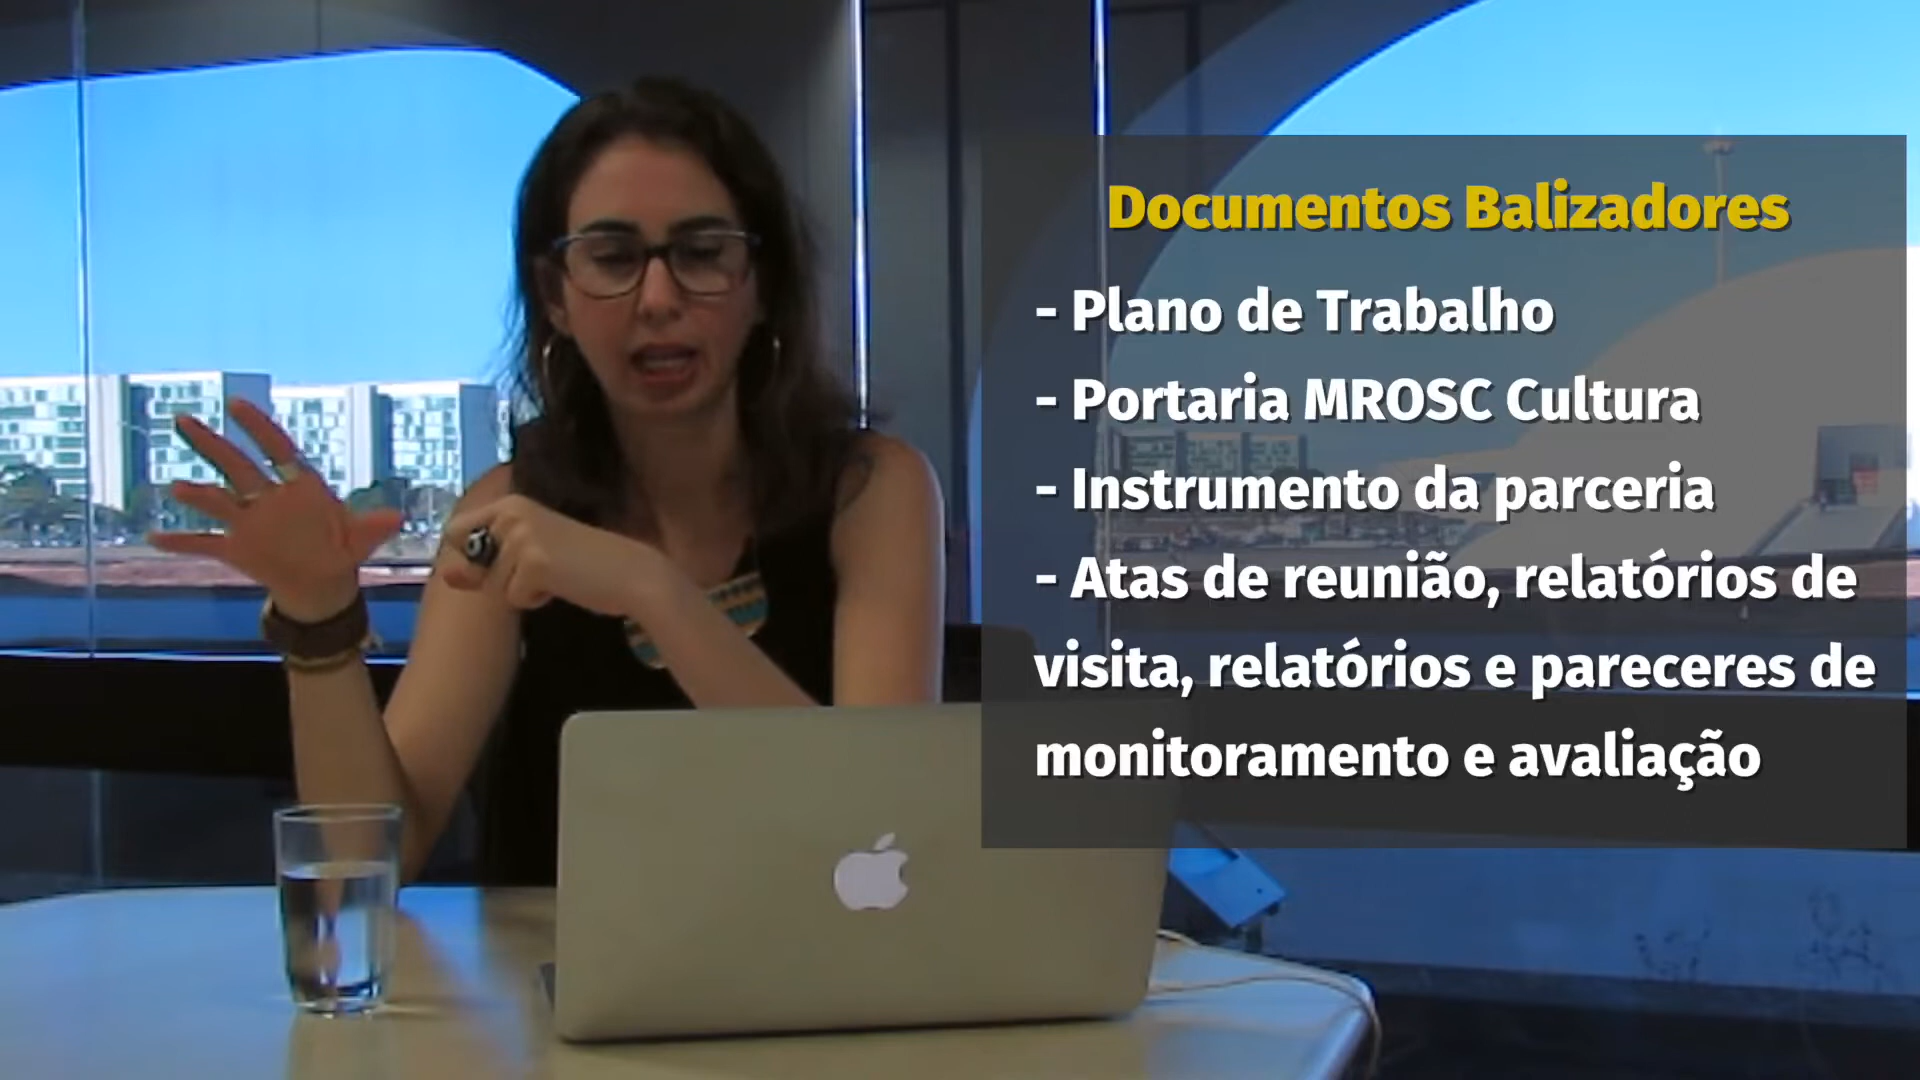 Documentos Balizadores
- Plano de Trabalho
- Portaria MROSC Cultura
- Instrumento da parceria
- Atas de reunião, relatórios de
visita, relatórios e pareceres de
monitoramento e avaliação